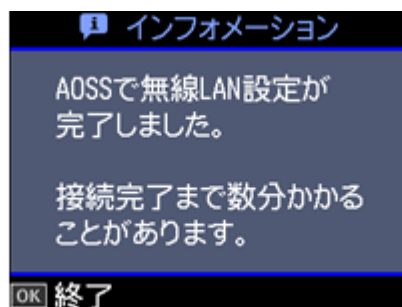 インフォメーション
AOSSで無線LAN設定が
完了しました。
接続完了まで数分かかる
ことがあります。
OK 終了